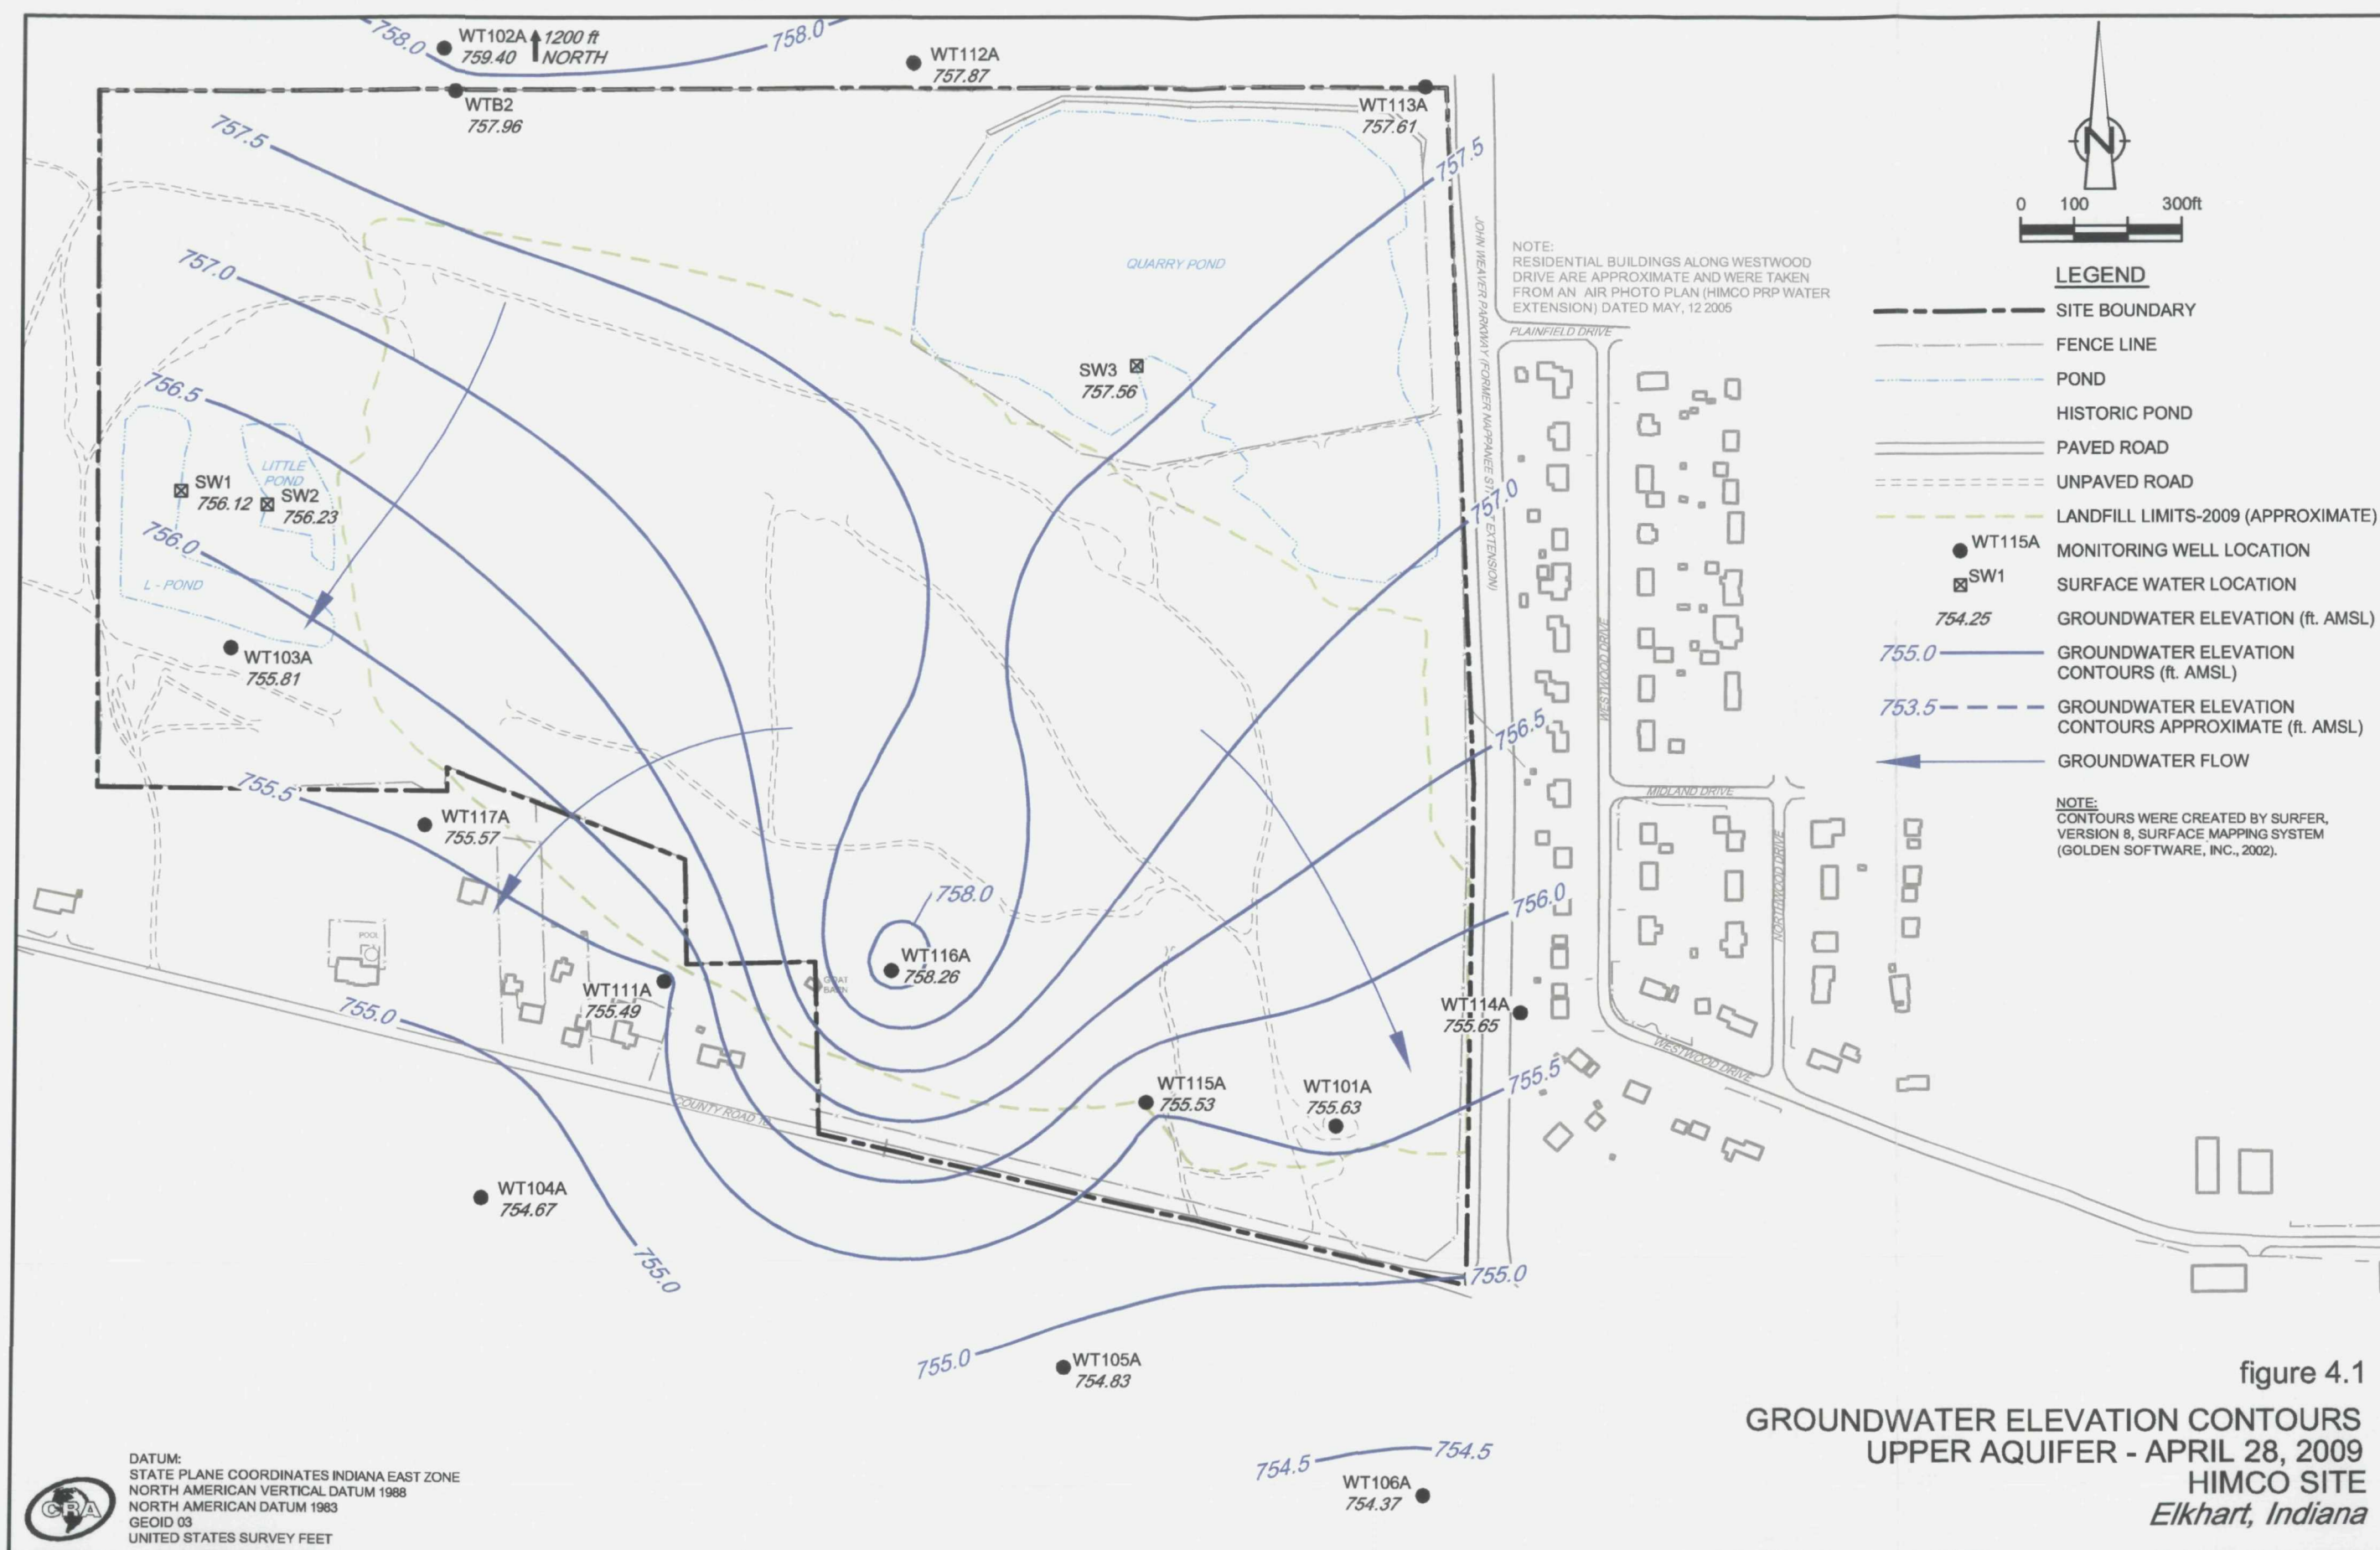 758.0
WT102A
759.40
1200 ft
NORTH
758.0
WT112A
757.87
WTB2
757.96
WT113A
757.61
757.5
757.5
757.0
QUARRY POND
JOHN WEAVER PARKWAY (FORMER NAPPANEE ST. EXTENSION)
NOTE:
RESIDENTIAL BUILDINGS ALONG WESTWOOD
DRIVE ARE APPROXIMATE AND WERE TAKEN
FROM AN AIR PHOTO PLAN (HIMCO PRP WATER
EXTENSION) DATED MAY, 12 2005
PLAINFIELD DRIVE
SW3
757.56
756.5
LITTLE
POND
SW1
756.12
SW2
756.23
757.0
756.0
L - POND
WT103A
755.81
WESTWOOD DRIVE
756.5
755.5
MIDLAND DRIVE
WT117A
755.57
NORTHWOOD DRIVE
758.0
756.0
POOL
WT116A
758.26
GOAT
BARN
WT111A
755.49
755.0
WT114A
755.65
WESTWOOD DRIVE
755.5
WT115A
755.53
WT101A
755.63
COUNTY ROAD 10
WT104A
754.67
755.0
755.0
755.0
WT105A
754.83
754.5
754.5
WT106A
754.37
N
0 100 300ft
LEGEND
SITE BOUNDARY
FENCE LINE
POND
HISTORIC POND
PAVED ROAD
UNPAVED ROAD
LANDFILL LIMITS-2009 (APPROXIMATE)
WT115A MONITORING WELL LOCATION
SW1 SURFACE WATER LOCATION
754.25 GROUNDWATER ELEVATION (ft. AMSL)
755.0 GROUNDWATER ELEVATION
CONTOURS (ft. AMSL)
753.5 GROUNDWATER ELEVATION
CONTOURS APPROXIMATE (ft. AMSL)
GROUNDWATER FLOW
NOTE:
CONTOURS WERE CREATED BY SURFER,
VERSION 8, SURFACE MAPPING SYSTEM
(GOLDEN SOFTWARE, INC., 2002).
figure 4.1
GROUNDWATER ELEVATION CONTOURS
UPPER AQUIFER - APRIL 28, 2009
HIMCO SITE
Elkhart, Indiana
CRA
DATUM:
STATE PLANE COORDINATES INDIANA EAST ZONE
NORTH AMERICAN VERTICAL DATUM 1988
NORTH AMERICAN DATUM 1983
GEOID 03
UNITED STATES SURVEY FEET